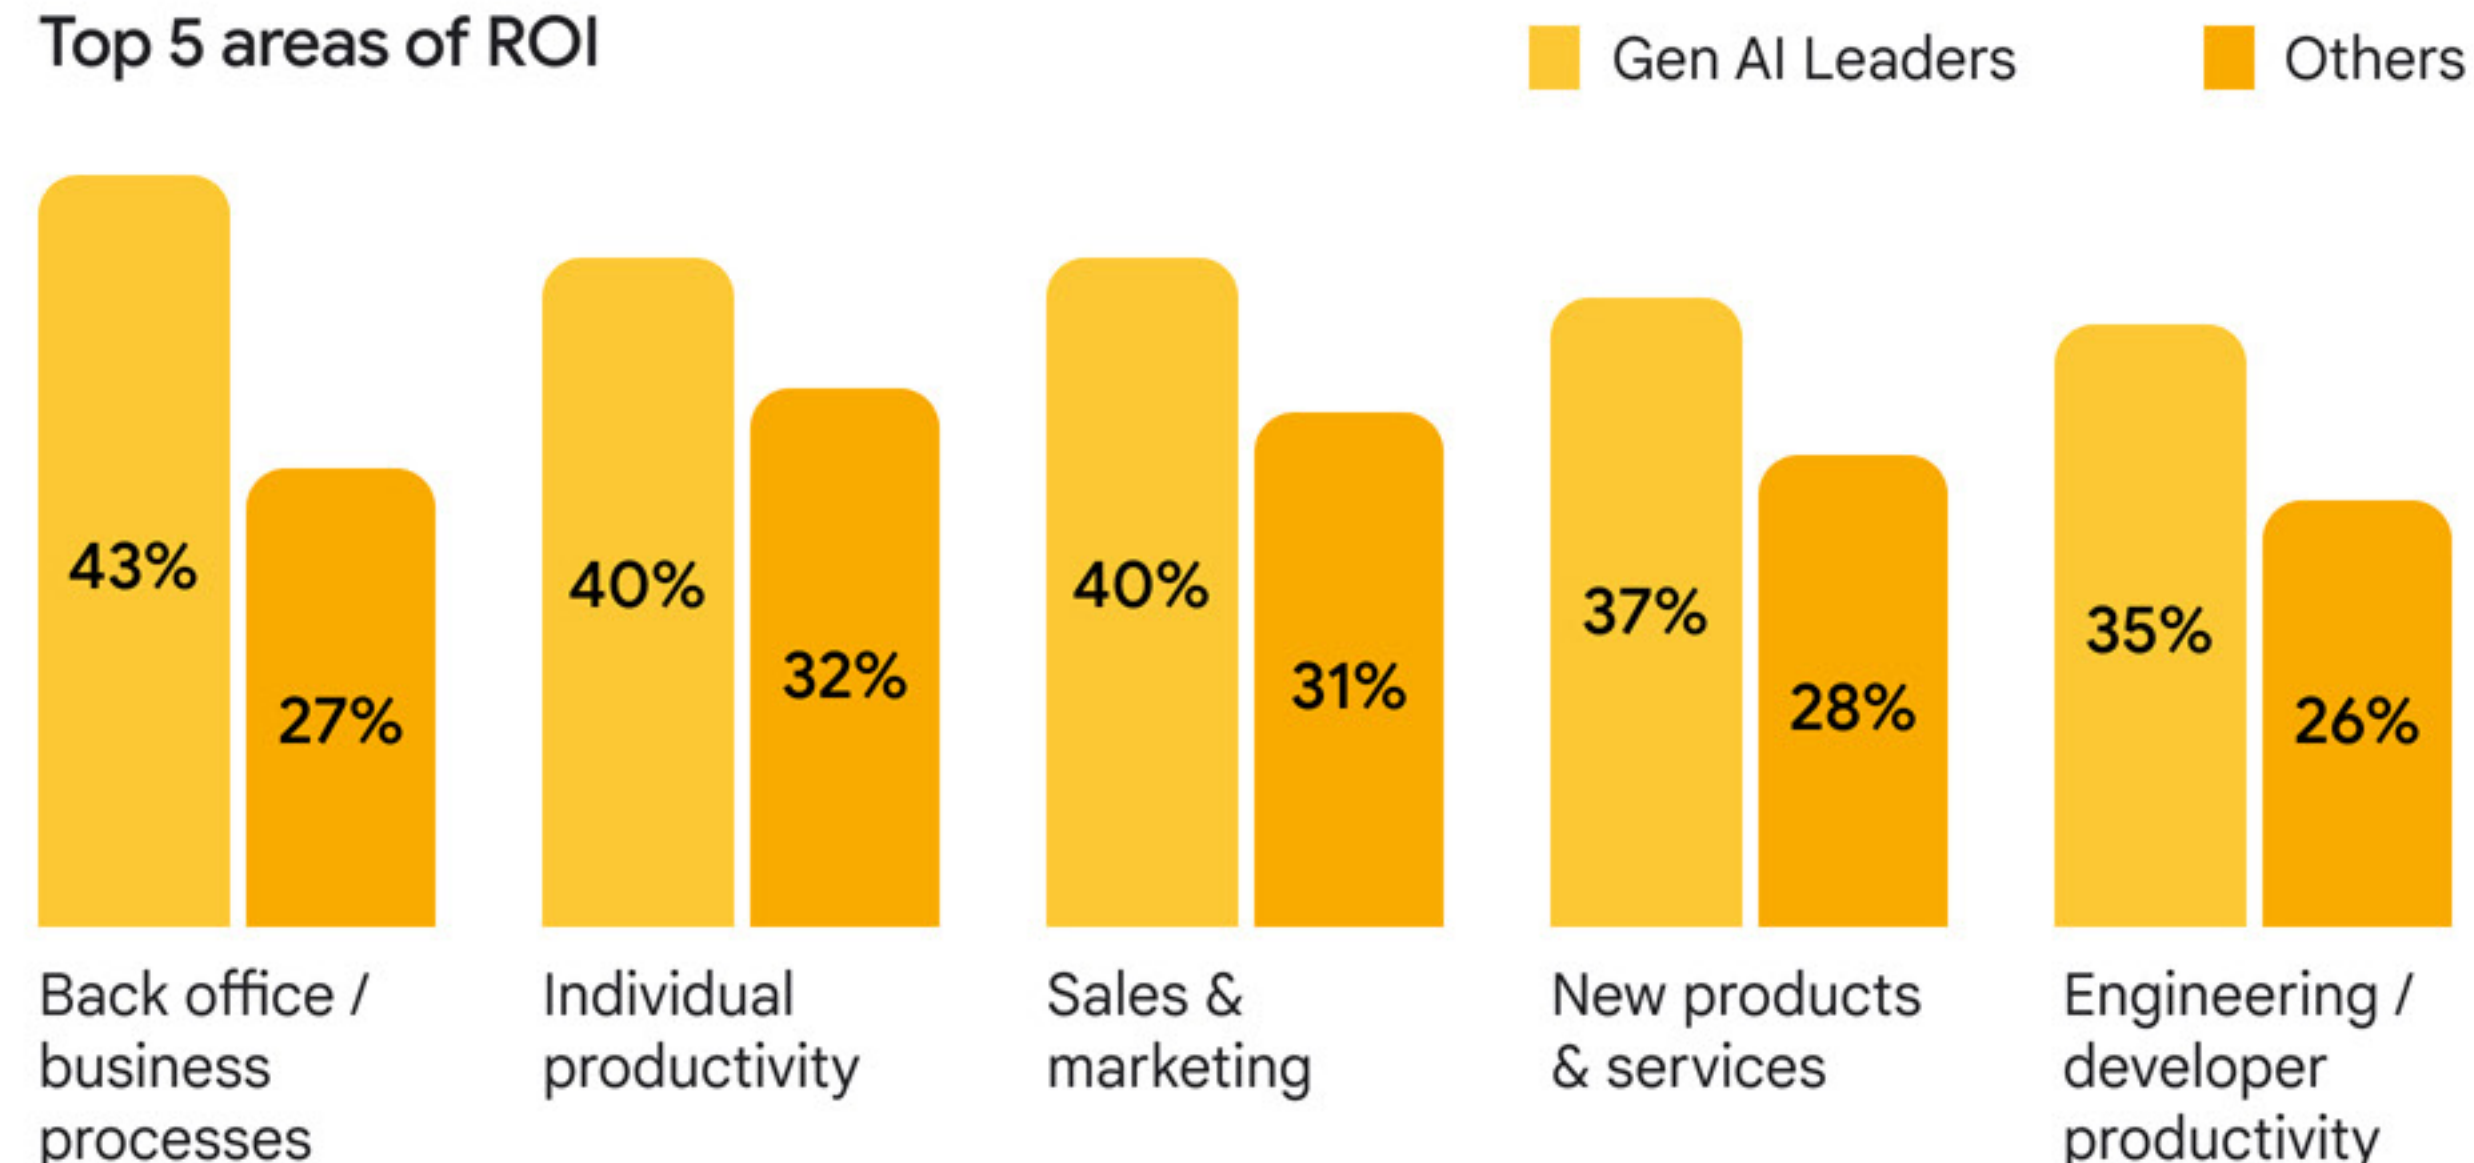 Top 5 areas of ROI
Gen AI Leaders
Others
43%
27%
40%
32%
40%
31%
37%
28%
35%
26%
Back office /
business
processes
Individual
productivity
Sales &
marketing
New products
& services
Engineering /
developer
productivity